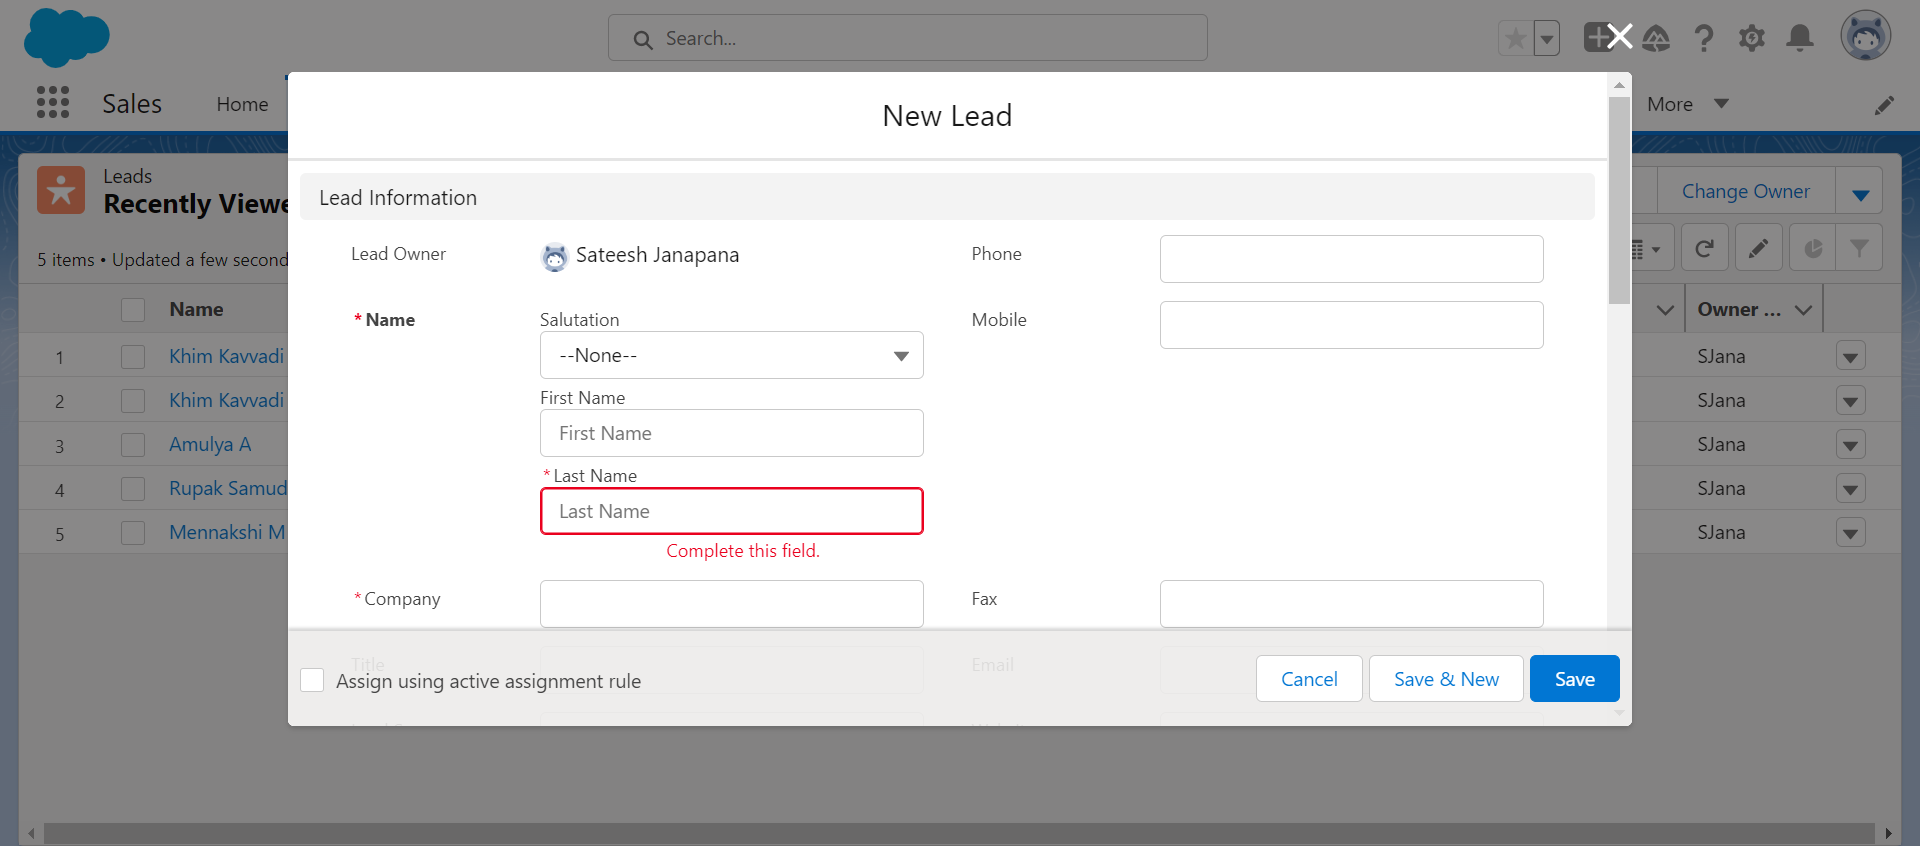 Search...
Sales
Home
More
New Lead
Leads
Recently Viewe
Change Owner
5 items • Updated a few second
Lead Information
Lead Owner
Sateesh Janapana
Phone
*Name
Salutation
--None--
Mobile
First Name
First Name
*Last Name
Last Name
Complete this field.
*Company
Fax
Title
Email
Assign using active assignment rule
Cancel
Save & New
Save
Name
Owner ...
1
Khim Kavvadi
SJana
2
Khim Kavvadi
SJana
3
Amulya A
SJana
4
Rupak Samud
SJana
5
Mennakshi M
SJana